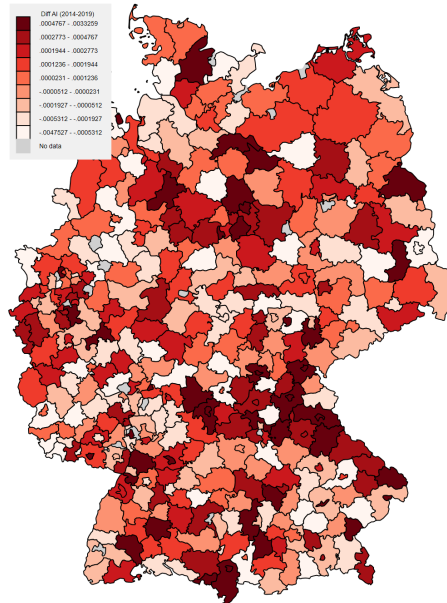 Diff AI (2014-2019)
.0004767 - .0033259
.0002773 - .0004767
.0001944 - .0002773
.0001236 - .0001944
.0000231 - .0001236
-.0000512 - .0000231
-.0001927 - -.0000512
-.0005312 - -.0001927
-.0047527 - -.0005312
No data